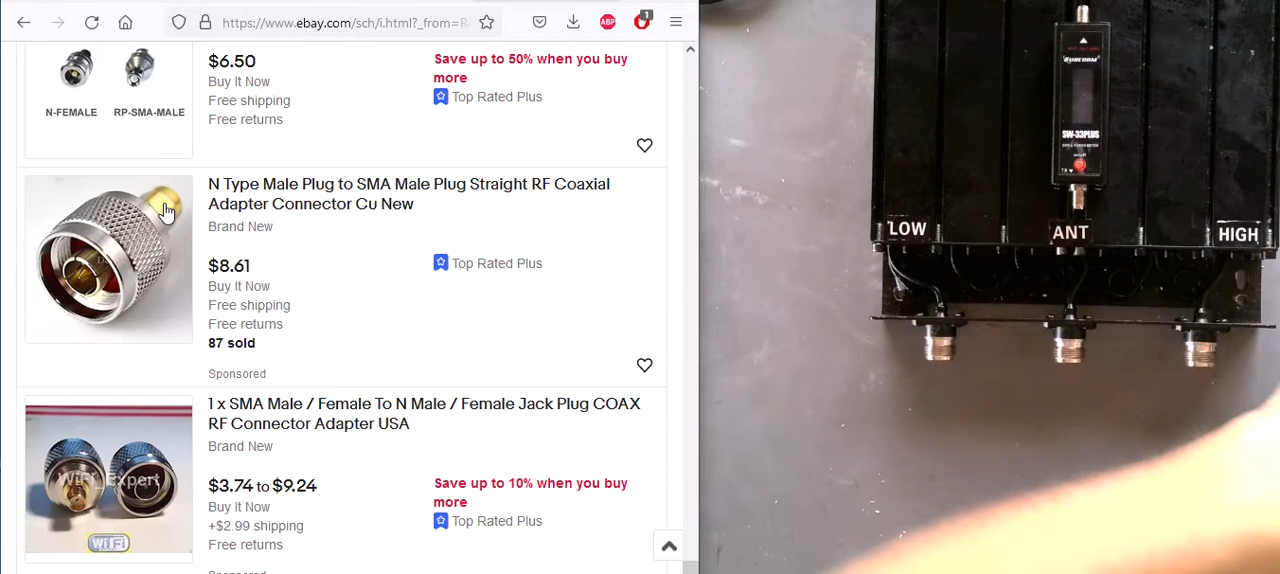 https://www.ebay.com/sch/i.html?_from=R
ABP
1
N-FEMALE RP-SMA-MALE
$6.50
Buy It Now
Free shipping
Free returns
Save up to 50% when you buy
more
Top Rated Plus
N Type Male Plug to SMA Male Plug Straight RF Coaxial
Adapter Connector Cu New
Brand New
$8.61
Buy It Now
Free shipping
Free returns
87 sold
Sponsored
Top Rated Plus
1 x SMA Male / Female To N Male / Female Jack Plug COAX
RF Connector Adapter USA
Brand New
$3.74 to $9.24
Buy It Now
+$2.99 shipping
Free returns
Sponsored
Save up to 10% when you buy
more
Top Rated Plus
WiFi_Expert
WiFi
SURECOM
SW-33PLUS
TX
LOW
ANT
HIGH